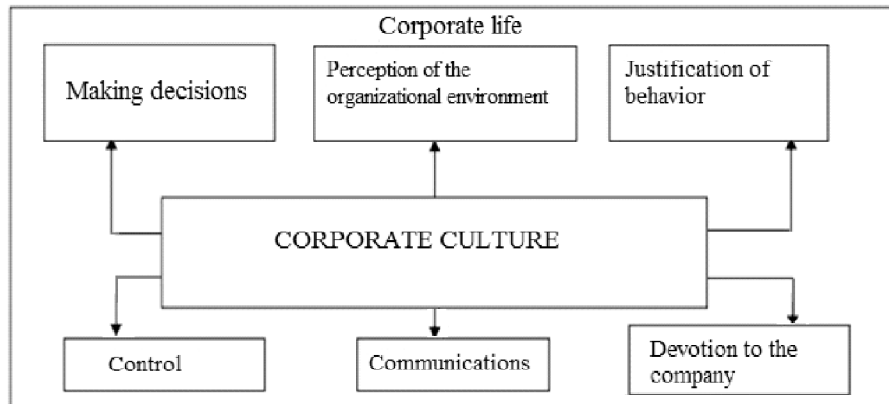 Corporate life
Making decisions
Perception of the
organizational environment
Justification of
behavior
CORPORATE CULTURE
Control
Communications
Devotion to the
company